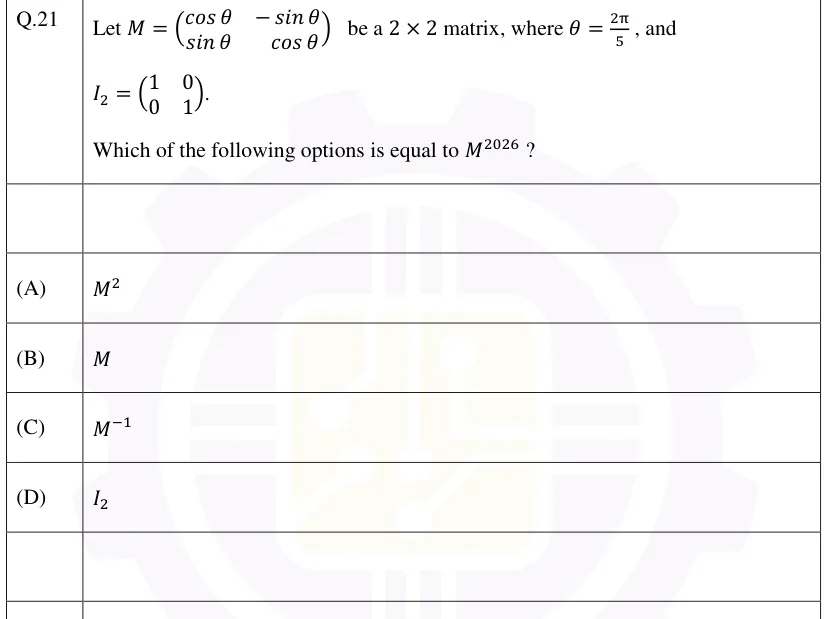 Q.21
Let 𝑀 = (𝑐𝑜𝑠 𝜃 − 𝑠𝑖𝑛 𝜃
𝑠𝑖𝑛 𝜃 𝑐𝑜𝑠 𝜃) be a 2 × 2 matrix, where 𝜃 = 2π/5 , and
𝐼₂ = (1 0
0 1).
Which of the following options is equal to 𝑀²⁰²⁶ ?
(A) 𝑀²
(B) 𝑀
(C) 𝑀⁻¹
(D) 𝐼₂